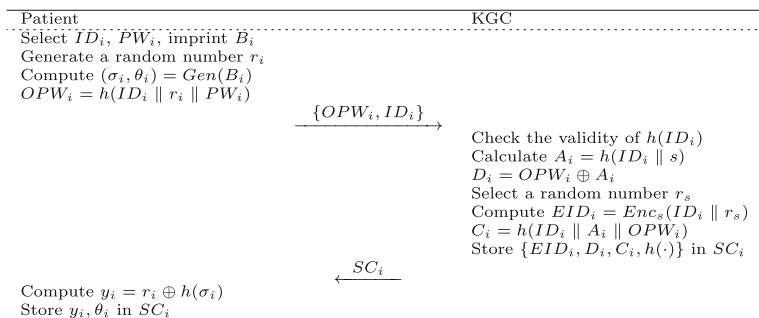 Patient KGC
Select ID_i, PW_i, imprint B_i
Generate a random number r_i
Compute (σ_i, θ_i) = Gen(B_i)
OPW_i = h(ID_i ∥ r_i ∥ PW_i)
{OPW_i, ID_i}
Check the validity of h(ID_i)
Calculate A_i = h(ID_i ∥ s)
D_i = OPW_i ⊕ A_i
Select a random number r_s
Compute EID_i = Enc_s(ID_i ∥ r_s)
C_i = h(ID_i ∥ A_i ∥ OPW_i)
Store {EID_i, D_i, C_i, h(·)} in SC_i
SC_i
Compute y_i = r_i ⊕ h(σ_i)
Store y_i, θ_i in SC_i